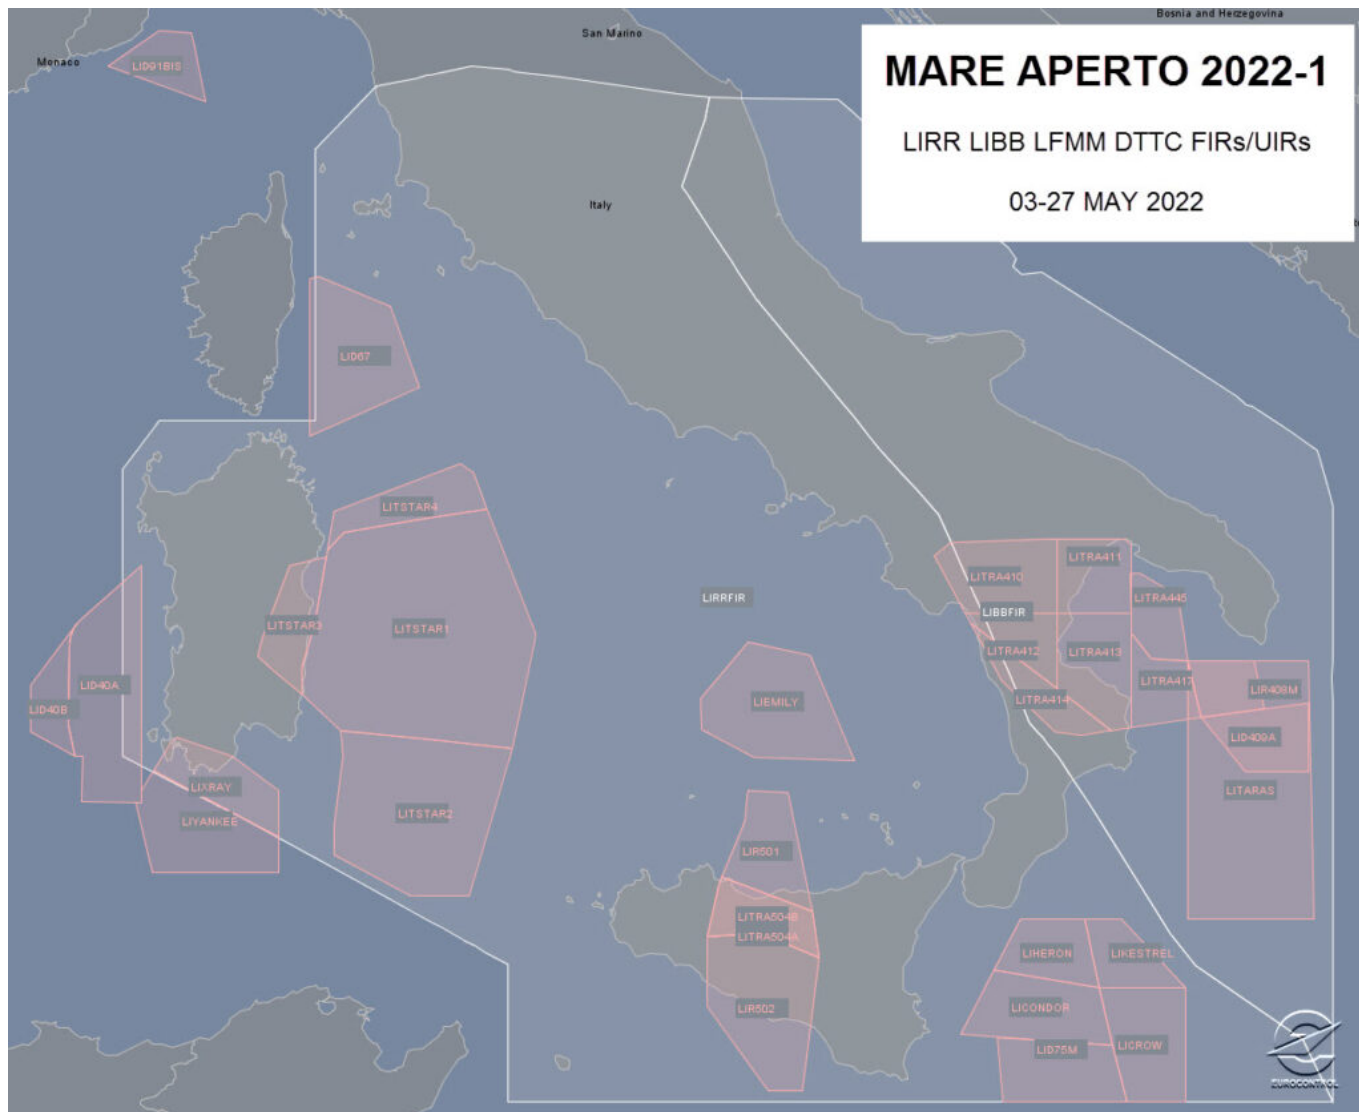 Bosnia and Herzegovina
San Marino
Monaco
LID91BIS
MARE APERTO 2022-1
LIRR LIBB LFMM DTTC FIRs/UIRs
03-27 MAY 2022
Italy
LID67
LITSTAR4
LITRA411
LITRA410
LIRRFIR
LITRA445
LIBBFIR
LITSTAR3
LITSTAR1
LITRA412
LITRA413
LITRA417
LID40A
LIR409M
LITRA414
LIEMILY
LID40B
LID409A
LIXRAY
LITARAS
LIYANKEE
LITSTAR2
LIR501
LITRA504B
LITRA504A
LIHERON
LIKESTREL
LIR502
LICONDOR
LICROW
LID75M
EUROCONTROL